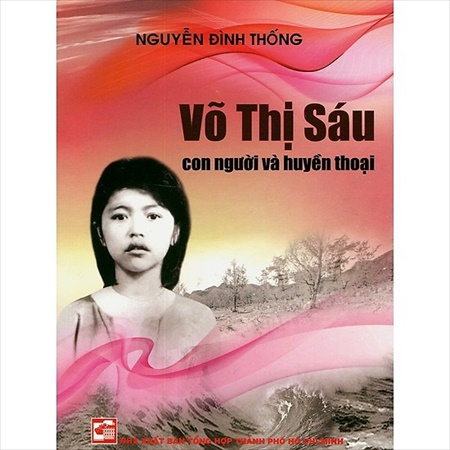 NGUYỄN ĐÌNH THỐNG
Võ Thị Sáu
con người và huyền thoại
NHÀ XUẤT BẢN TỔNG HỢP THÀNH PHỐ HỒ CHÍ MINH